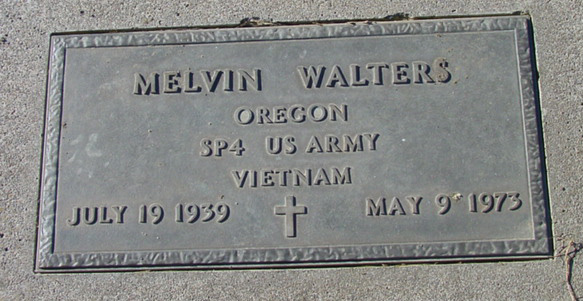 MELVIN WALTERS
OREGON
SP4 US ARMY
VIETNAM
JULY 19 1939 MAY 9 1973